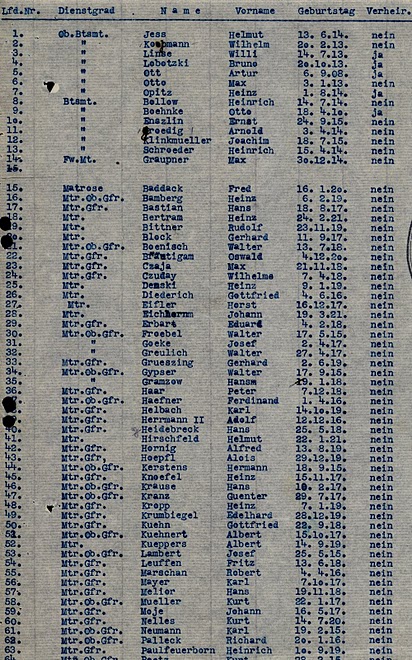 Lfd.Nr. Dienstgrad Name Vorname Geburtstag Verheir.
1. Ob.Btsmt. Jess Helmut 13. 6.14. nein
2. " Koopmann Wilhelm 20. 2.13. nein
3. " Linse Willi 14. 7.13. ja
4. " Lobotzki Bruno 20.10.13. ja
5. " Ott Artur 6. 9.08. ja
6. " Otto Max 3. 1.13. nein
7. " Opitz Heinz 1. 8.14. ja
8. Btsmt. Bollow Heinrich 14. 7.14. nein
9. " Boehnke Otto 18. 4.10. ja
10. " Enslin Ernst 24. 9.15. nein
11. " Groedig Arnold 3. 4.14. nein
12. " Klinkmueller Joachim 18. 7.15. nein
13. " Schroeder Heinrich 15. 4.14. nein
14. Fw.Mt. Graupner Max 30.12.14. nein
15. Matrose Baddack Fred 16. 1.20. nein
16. Mtr.Ob.Gfr. Bamberg Heinz 6. 2.19. nein
17. Mtr.Gfr. Bastian Hans 18. 8.17. nein
18. Mtr. Bertram Heinz 24. 2.21. nein
19. Mtr. Bittner Rudolf 23.11.19. nein
20. Mtr. Block Gerhard 11. 9.17. nein
21. Mtr.Ob.Gfr. Boenisch Walter 13. 7.18. nein
22. Mtr.Gfr. Oswald 4.12.20. nein
23. Mtr.Gfr. Czaja Max 21.11.18. nein
24. Mtr.Gfr. Czuday Wilhelm 7. 4.18. nein
25. Mtr. Demski Heinz 9. 1.19. nein
26. Mtr. Diederich Gottfried 4. 6.16. nein
27. Mtr. Eifler Horst 16.12.17. nein
28. Mtr. Eichhorn Johann 19. 3.21. nein
29. Mtr.Gfr. Erbart Eduard 4. 2.18. nein
30. Mtr.Ob.Gfr. Froebel Walter 17. 5.15. nein
31. " Goeke Josef 2. 4.17. nein
32. " Greulich Walter 27. 4.17. nein
33. Mtr.Gfr. Gruessing Gerhard 2. 6.18. nein
34. Mtr.Ob.Gfr. Gypser Walter 17. 9.15. nein
35. " Gramzow Hans 19. 1.18. nein
36. Mtr.Gfr. Haar Peter 7.12.18. nein
37. Mtr.Ob.Gfr. Haefner Ferdinand 1. 4.16. nein
38. Mtr.Gfr. Helbach Karl 14.10.19. nein
39. Mtr.Gfr. Herrmann II Adolf 12.12.16. nein
40. Mtr.Gfr. Heidebreck Hans 25. 5.18. nein
41. Mtr. Hirschfeld Helmut 22. 1.21. nein
42. Mtr.Gfr. Hornig Alfred 13. 8.19. nein
43. Mtr.Gfr. Hoepfl Alois 29.12.19. nein
44. Mtr.Ob.Gfr. Kerstens Hermann 18. 9.15. nein
45. Mtr.Gfr. Knoefel Heinz 15.11.17. nein
46. Mtr.Ob.Gfr. Krause Hans 10. 2.17. nein
47. Mtr.Ob.Gfr. Kranz Guenter 29. 7.17. nein
48. Mtr.Gfr. Kropp Heinz 7. 1.19. nein
49. Mtr.Gfr. Krumbiegel Edelhard 28.12.19. nein
50. Mtr.Gfr. Kuehn Gottfried 22. 9.18. nein
51. Mtr.Ob.Gfr. Kuehnert Albert 15.10.17. nein
52. Mtr. Kueppers Albert 14. 9.19. nein
53. Mtr.Ob.Gfr. Lambert Josef 25. 5.15. nein
54. Mtr.Gfr. Leuffen Fritz 13. 6.18. nein
55. Mtr.Gfr. Marschan Robert 4. 4.16. nein
56. Mtr.Gfr. Mayer Karl 7.10.17. nein
57. Mtr.Gfr. Melior Hans 19.11.18. nein
58. Mtr.Ob.Gfr. Mueller Kurt 22. 1.17. nein
59. Mtr.Gfr. Moje Johann 16. 5.17. nein
60. Mtr.Gfr. Nelles Kurt 14. 7.20. nein
61. Mtr.Ob.Gfr. Neumann Karl 19. 2.15. nein
62. Mtr.Ob.Gfr. Palleck Richard 20. 1.16. nein
63. Mtr.Gfr. Paulfeuerborn Heinrich 10. 9.19. nein